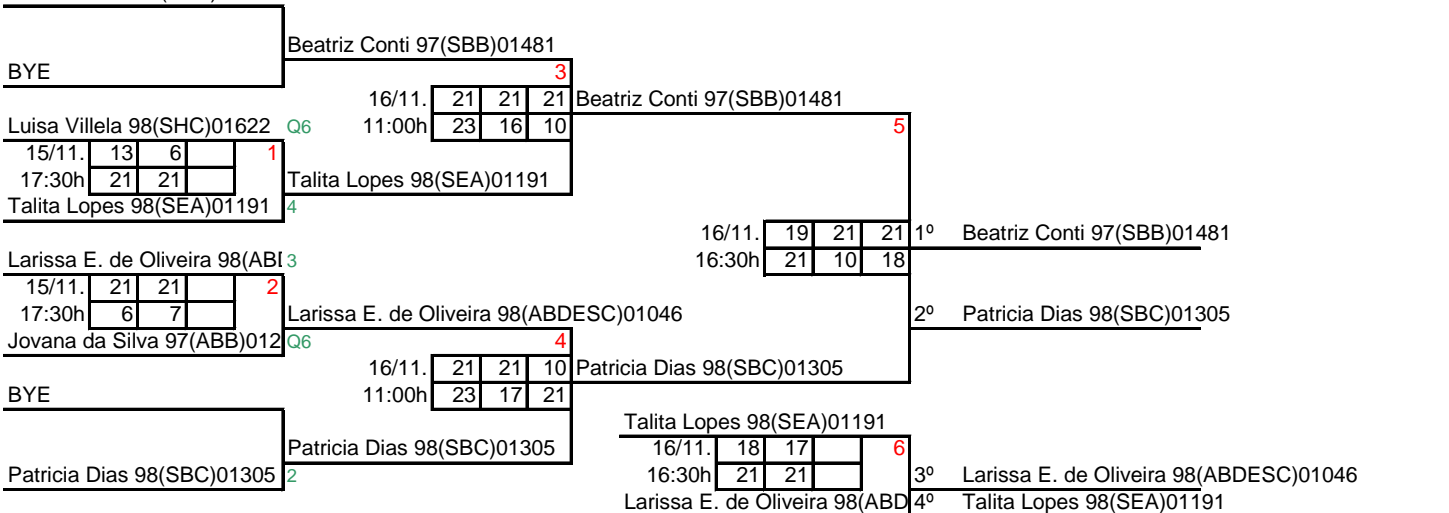 Beatriz Conti 97(SBB)01481
BYE 3
16/11. 21 21 21 Beatriz Conti 97(SBB)01481
Luisa Villela 98(SHC)01622 Q6 11:00h 23 16 10 5
15/11. 13 6 1
17:30h 21 21 Talita Lopes 98(SEA)01191
Talita Lopes 98(SEA)01191 4
16/11. 19 21 21 1º Beatriz Conti 97(SBB)01481
Larissa E. de Oliveira 98(ABD 3 16:30h 21 10 18
15/11. 21 21 2
17:30h 6 7 Larissa E. de Oliveira 98(ABDESC)01046 2º Patricia Dias 98(SBC)01305
Jovana da Silva 97(ABB)012 Q6 4
16/11. 21 21 10 Patricia Dias 98(SBC)01305
BYE 11:00h 23 17 21
Talita Lopes 98(SEA)01191
Patricia Dias 98(SBC)01305 16/11. 18 17 6
Patricia Dias 98(SBC)01305 2 16:30h 21 21 3º Larissa E. de Oliveira 98(ABDESC)01046
Larissa E. de Oliveira 98(ABD 4º Talita Lopes 98(SEA)01191